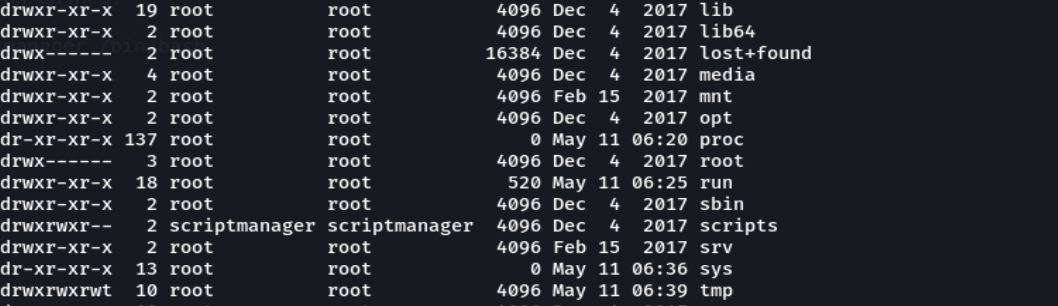 drwxr-xr-x 19 root root 4096 Dec 4 2017 lib
drwxr-xr-x 2 root root 4096 Dec 4 2017 lib64
drwx------ 2 root root 16384 Dec 4 2017 lost+found
drwxr-xr-x 4 root root 4096 Dec 4 2017 media
drwxr-xr-x 2 root root 4096 Feb 15 2017 mnt
drwxr-xr-x 2 root root 4096 Dec 4 2017 opt
dr-xr-xr-x 137 root root 0 May 11 06:20 proc
drwx------ 3 root root 4096 Dec 4 2017 root
drwxr-xr-x 18 root root 520 May 11 06:25 run
drwxr-xr-x 2 root root 4096 Dec 4 2017 sbin
drwxrwxr-- 2 scriptmanager scriptmanager 4096 Dec 4 2017 scripts
drwxr-xr-x 2 root root 4096 Feb 15 2017 srv
dr-xr-xr-x 13 root root 0 May 11 06:36 sys
drwxrwxrwt 10 root root 4096 May 11 06:39 tmp